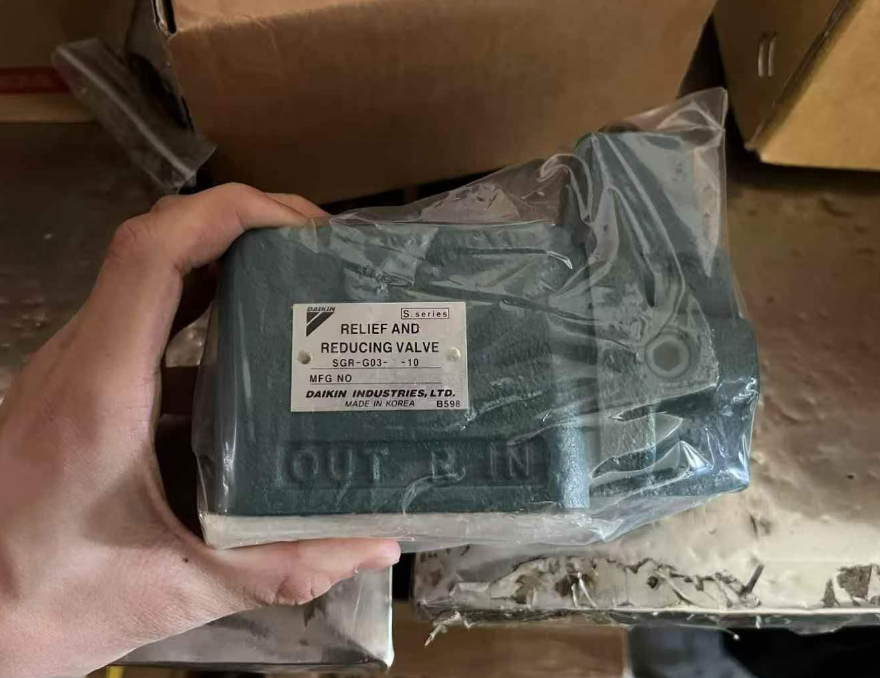 DAIKIN
S series
RELIEF AND
REDUCING VALVE
SGR-G03- -10
MFG NO
DAIKIN INDUSTRIES, LTD.
MADE IN KOREA B598
OUT R IN